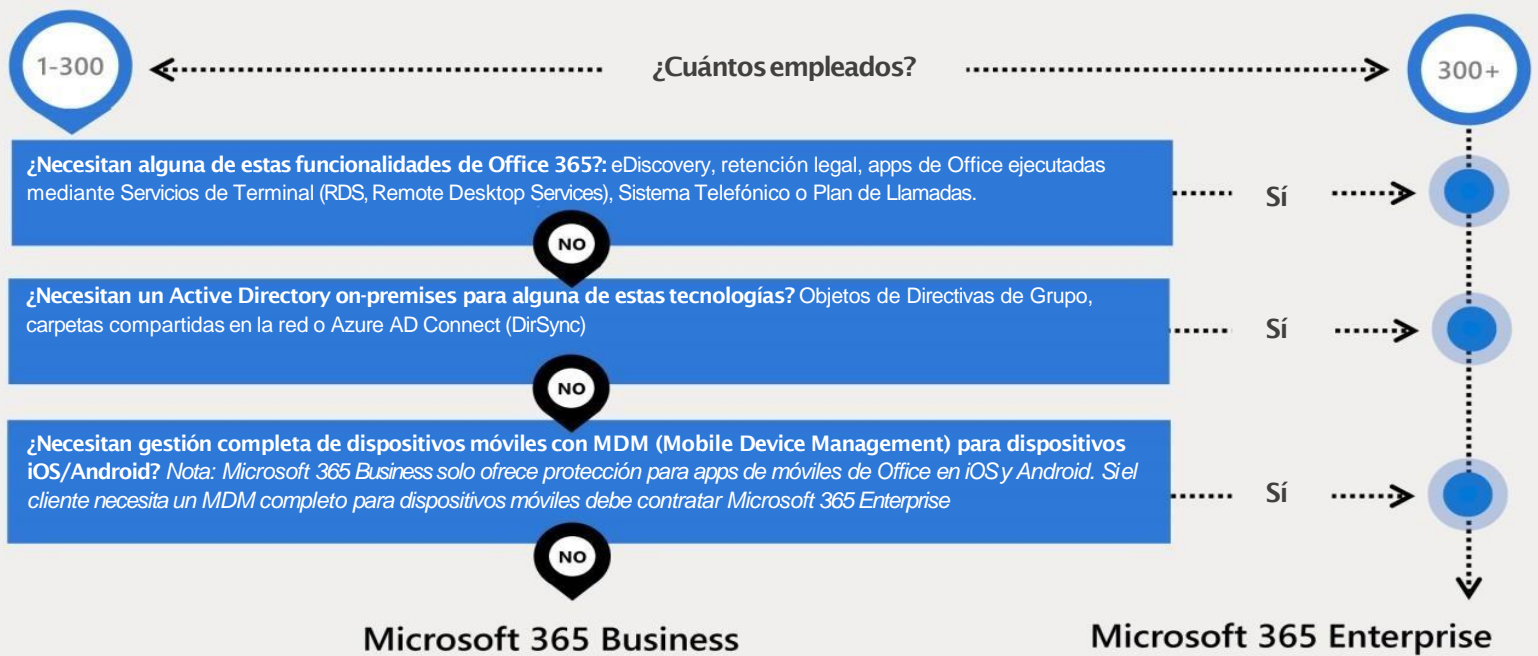 1-300
¿Cuántos empleados?
300+
¿Necesitan alguna de estas funcionalidades de Office 365?: eDiscovery, retención legal, apps de Office ejecutadas
mediante Servicios de Terminal (RDS, Remote Desktop Services), Sistema Telefónico o Plan de Llamadas.
Sí
NO
¿Necesitan un Active Directory on-premises para alguna de estas tecnologías? Objetos de Directivas de Grupo,
carpetas compartidas en la red o Azure AD Connect (DirSync)
Sí
NO
¿Necesitan gestión completa de dispositivos móviles con MDM (Mobile Device Management) para dispositivos
iOS/Android? Nota: Microsoft 365 Business solo ofrece protección para apps de móviles de Office en iOS y Android. Si el
cliente necesita un MDM completo para dispositivos móviles debe contratar Microsoft 365 Enterprise
Sí
NO
Microsoft 365 Business
Microsoft 365 Enterprise